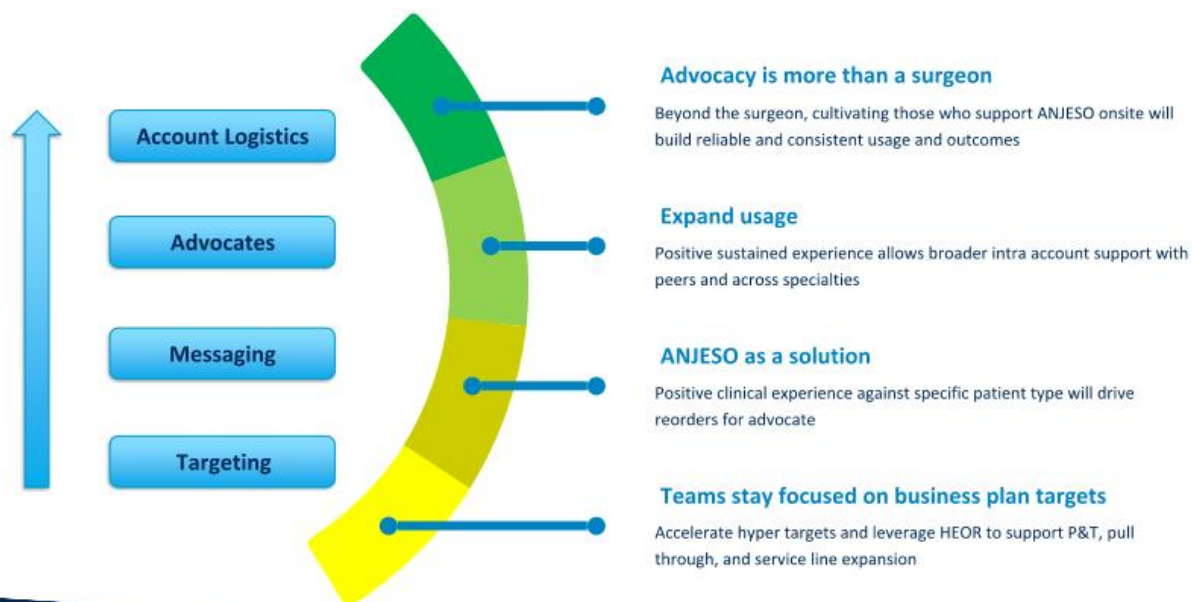 Account Logistics
Advocates
Messaging
Targeting
Advocacy is more than a surgeon
Beyond the surgeon, cultivating those who support ANJESO onsite will
build reliable and consistent usage and outcomes
Expand usage
Positive sustained experience allows broader intra account support with
peers and across specialties
ANJESO as a solution
Positive clinical experience against specific patient type will drive
reorders for advocate
Teams stay focused on business plan targets
Accelerate hyper targets and leverage HEOR to support P&T, pull
through, and service line expansion